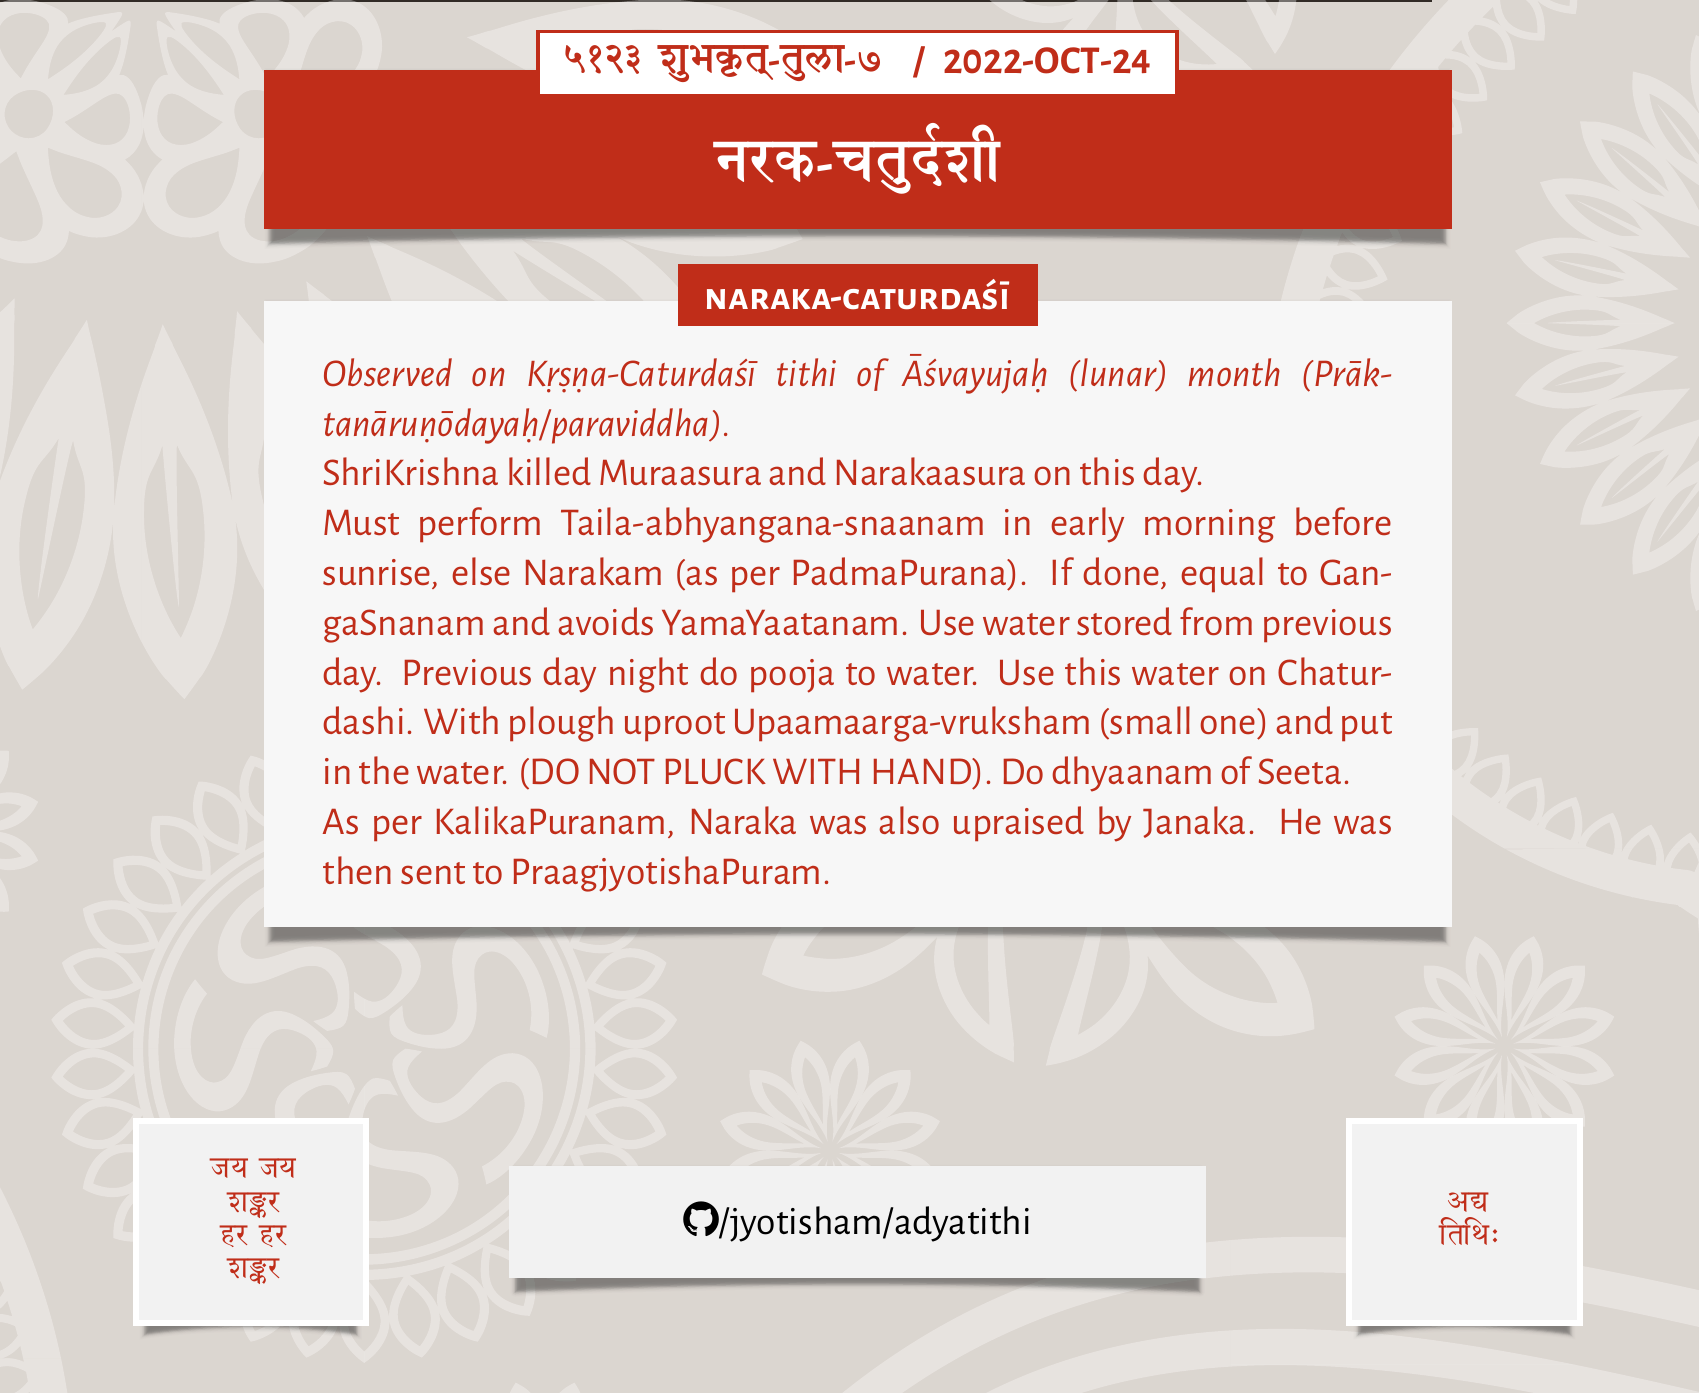 ५१२३ शुभकृत्-तुला-७ / 2022-OCT-24
नरक-चतुर्दशी
NARAKA-CATURDAŚĪ
Observed on Kṛṣṇa-Caturdaśī tithi of Āśvayujaḥ (lunar) month (Prāk-
tanāruṇōdayaḥ/paraviddha).
ShriKrishna killed Muraasura and Narakaasura on this day.
Must perform Taila-abhyangana-snaanam in early morning before
sunrise, else Narakam (as per PadmaPurana). If done, equal to Gan-
gaSnanam and avoids YamaYaatanam. Use water stored from previous
day. Previous day night do pooja to water. Use this water on Chatur-
dashi. With plough uproot Upaamaarga-vruksham (small one) and put
in the water. (DO NOT PLUCK WITH HAND). Do dhyaanam of Seeta.
As per KalikaPuranam, Naraka was also upraised by Janaka. He was
then sent to PraagjyotishaPuram.
जय जय
शङ्कर
हर हर
शङ्कर
/jyotisham/adyatithi
अद्य
तिथिः